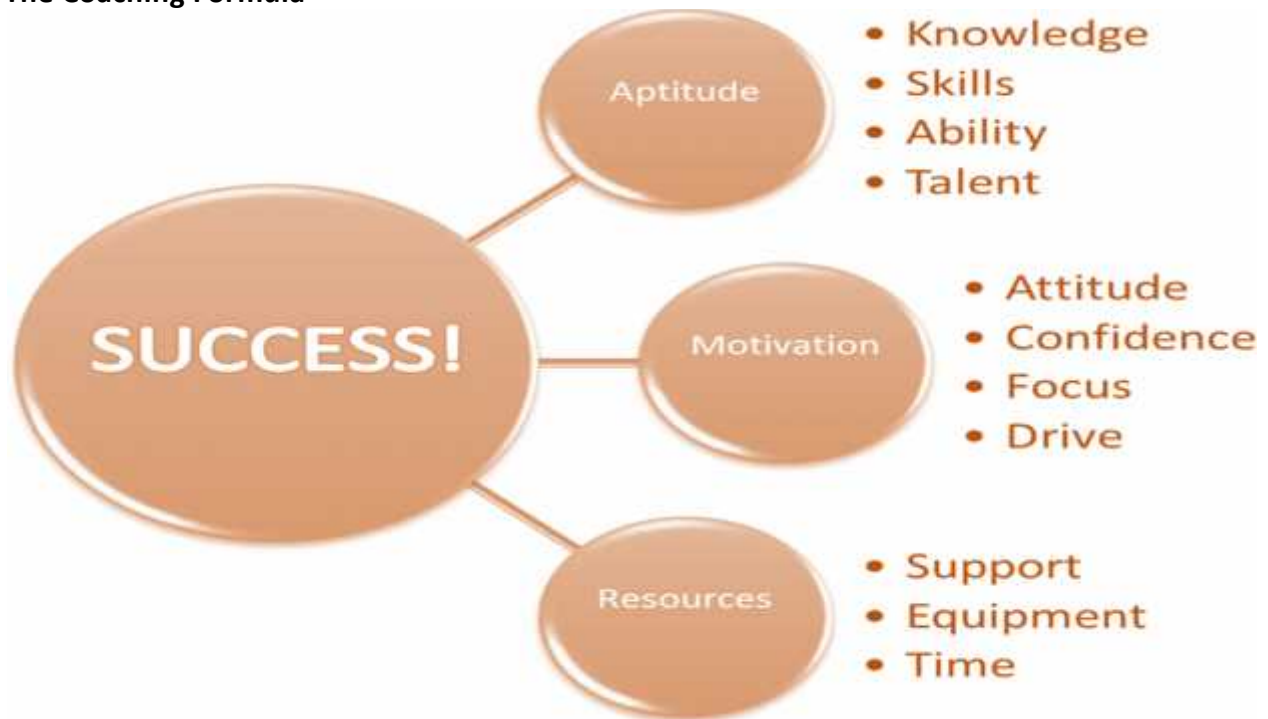 The Coaching Formula
Aptitude
• Knowledge
• Skills
• Ability
• Talent
SUCCESS!
Motivation
• Attitude
• Confidence
• Focus
• Drive
Resources
• Support
• Equipment
• Time